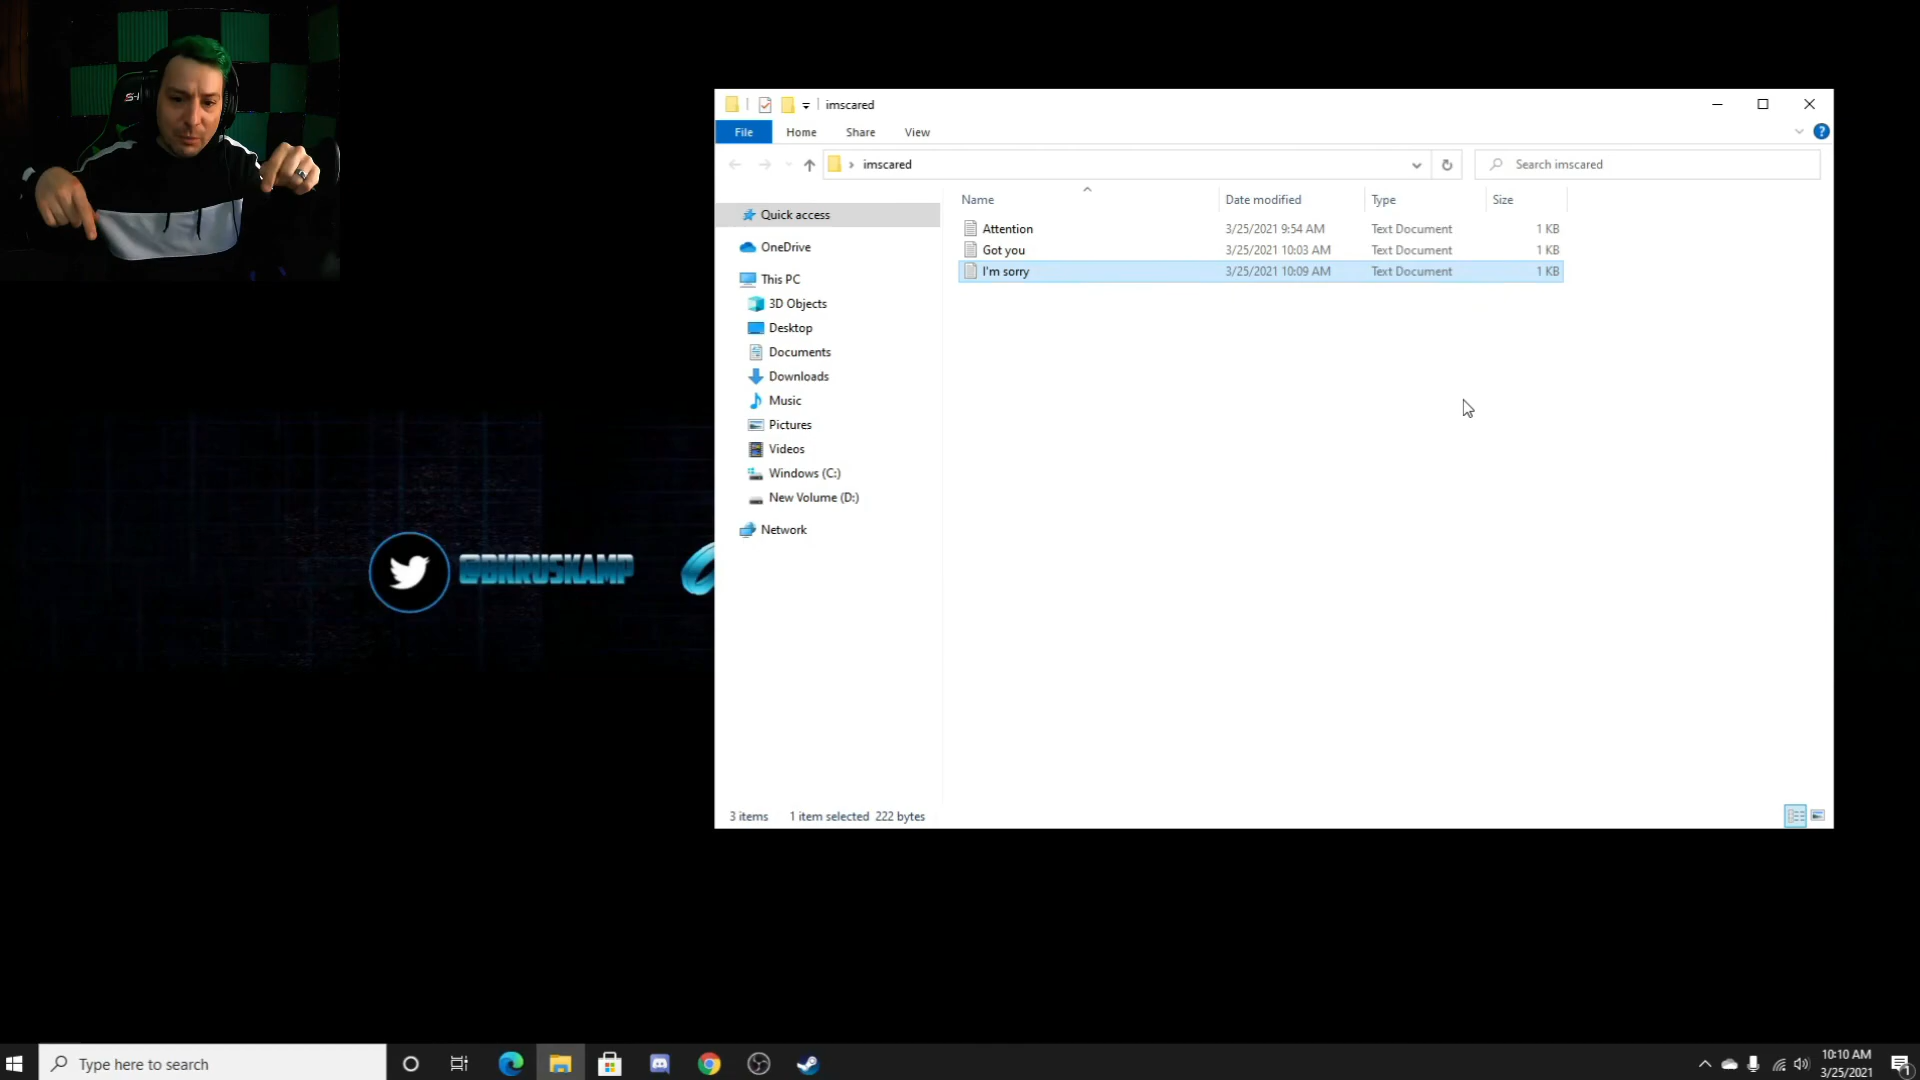 imscared
File Home Share View
imscared
Search imscared
Name Date modified Type Size
Attention 3/25/2021 9:54 AM Text Document 1 KB
Got you 3/25/2021 10:03 AM Text Document 1 KB
I'm sorry 3/25/2021 10:09 AM Text Document 1 KB
Quick access
OneDrive
This PC
3D Objects
Desktop
Documents
Downloads
Music
Pictures
Videos
Windows (C:)
New Volume (D:)
Network
3 items 1 item selected 222 bytes
@DKRUSKAMP
Type here to search
10:10 AM
3/25/2021
1